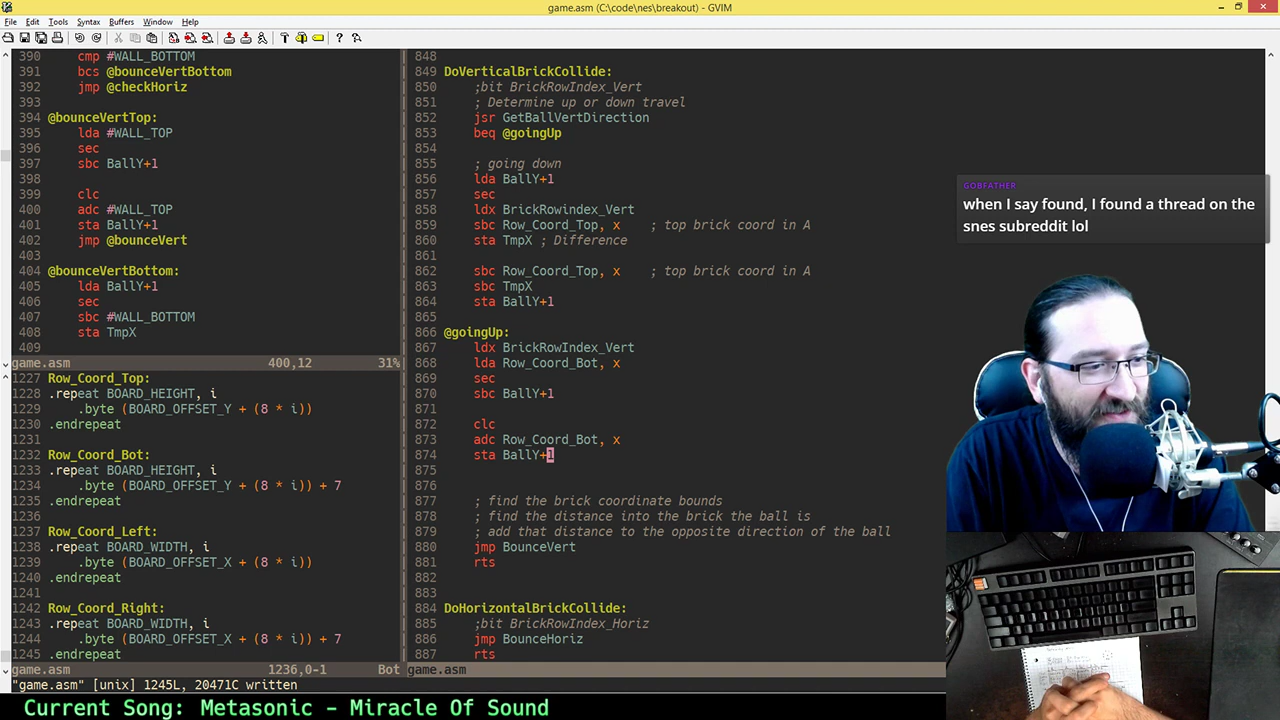 game.asm (C:\code\nes\breakout) - GVIM
File Edit Tools Syntax Buffers Window Help
390     cmp #WALL_BOTTOM
391     bcs @bounceVertBottom
392     jmp @checkHoriz
393
394 @bounceVertTop:
395     lda #WALL_TOP
396     sec
397     sbc BallY+1
398
399     clc
400     adc #WALL_TOP
401     sta BallY+1
402     jmp @bounceVert
403
404 @bounceVertBottom:
405     lda BallY+1
406     sec
407     sbc #WALL_BOTTOM
408     sta TmpX
409
game.asm 400,12 31%
1227 Row_Coord_Top:
1228 .repeat BOARD_HEIGHT, i
1229     .byte (BOARD_OFFSET_Y + (8 * i))
1230 .endrepeat
1231
1232 Row_Coord_Bot:
1233 .repeat BOARD_HEIGHT, i
1234     .byte (BOARD_OFFSET_Y + (8 * i)) + 7
1235 .endrepeat
1236
1237 Row_Coord_Left:
1238 .repeat BOARD_WIDTH, i
1239     .byte (BOARD_OFFSET_X + (8 * i))
1240 .endrepeat
1241
1242 Row_Coord_Right:
1243 .repeat BOARD_WIDTH, i
1244     .byte (BOARD_OFFSET_X + (8 * i)) + 7
1245 .endrepeat
game.asm 1236,0-1 Bot
848
849 DoVerticalBrickCollide:
850     ;bit BrickRowIndex_Vert
851     ; Determine up or down travel
852     jsr GetBallVertDirection
853     beq @goingUp
854
855     ; going down
856     lda BallY+1
857     sec
858     ldx BrickRowindex_Vert
859     sbc Row_Coord_Top, x    ; top brick coord in A
860     sta TmpX ; Difference
861
862     sbc Row_Coord_Top, x    ; top brick coord in A
863     sbc TmpX
864     sta BallY+1
865
866 @goingUp:
867     ldx BrickRowIndex_Vert
868     lda Row_Coord_Bot, x
869     sec
870     sbc BallY+1
871
872     clc
873     adc Row_Coord_Bot, x
874     sta BallY+1
875
876
877     ; find the brick coordinate bounds
878     ; find the distance into the brick the ball is
879     ; add that distance to the opposite direction of the ball
880     jmp BounceVert
881     rts
882
883
884 DoHorizontalBrickCollide:
885     ;bit BrickRowIndex_Horiz
886     jmp BounceHoriz
887     rts
game.asm
"game.asm" [unix] 1245L, 20471C written
GOBFATHER
when I say found, I found a thread on the
snes subreddit lol
Current Song: Metasonic - Miracle Of Sound